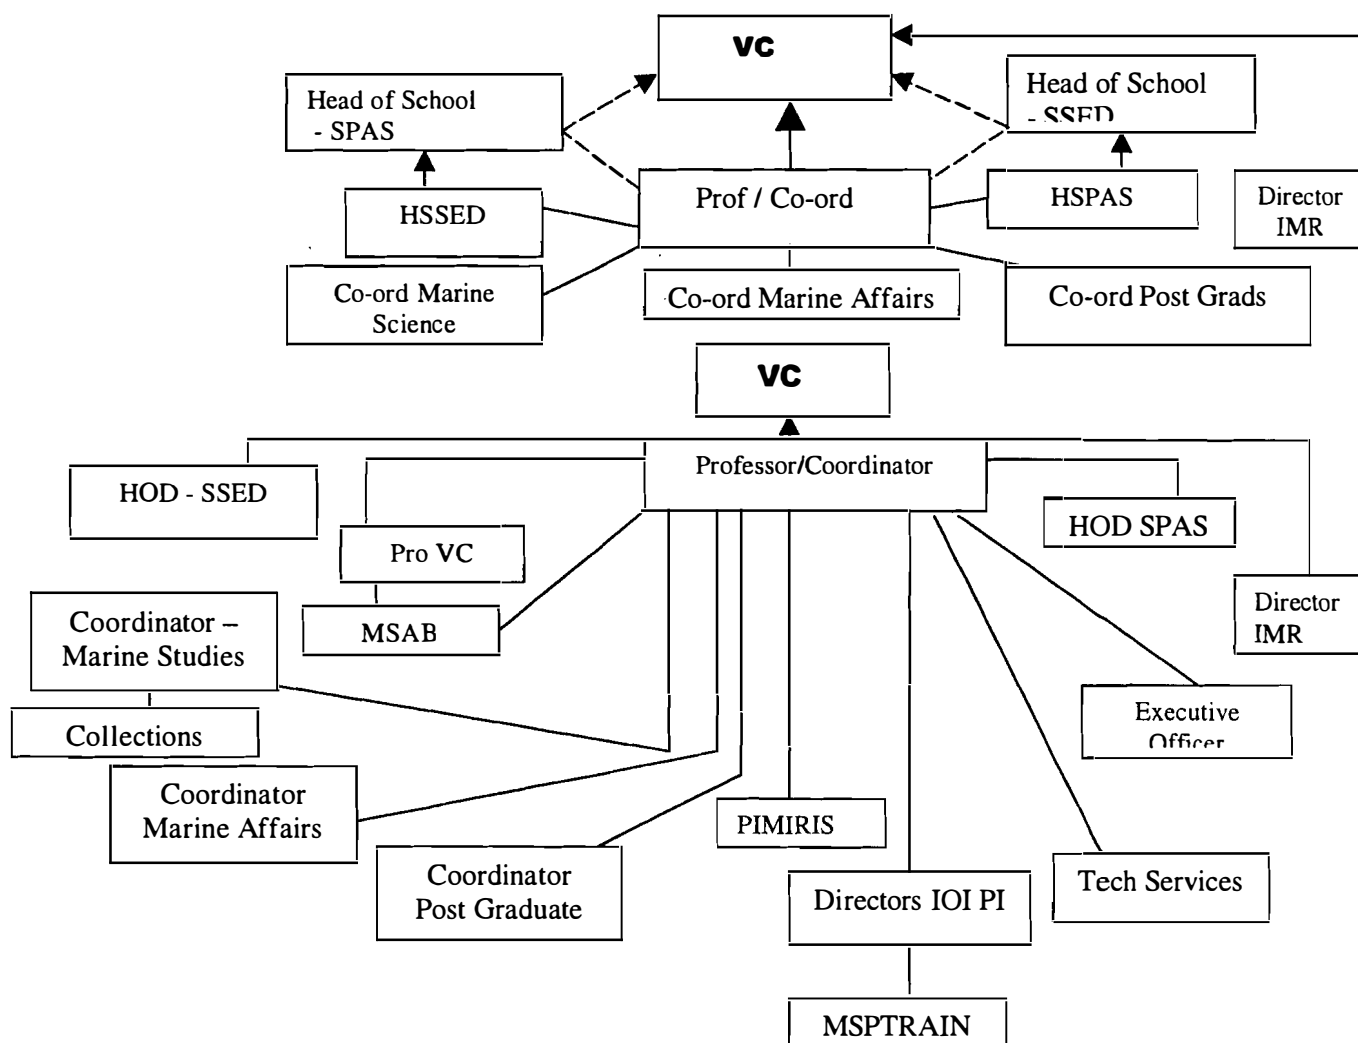 VC
Head of School
- SPAS
Head of School
- SSED
HSSED
Prof / Co-ord
HSPAS
Director
IMR
Co-ord Marine
Science
Co-ord Marine Affairs
Co-ord Post Grads
VC
HOD - SSED
Professor/Coordinator
HOD SPAS
Pro VC
MSAB
Director
IMR
Coordinator –
Marine Studies
Collections
Executive
Officer
Coordinator
Marine Affairs
PIMIRIS
Coordinator
Post Graduate
Directors IOI PI
Tech Services
MSPTRAIN